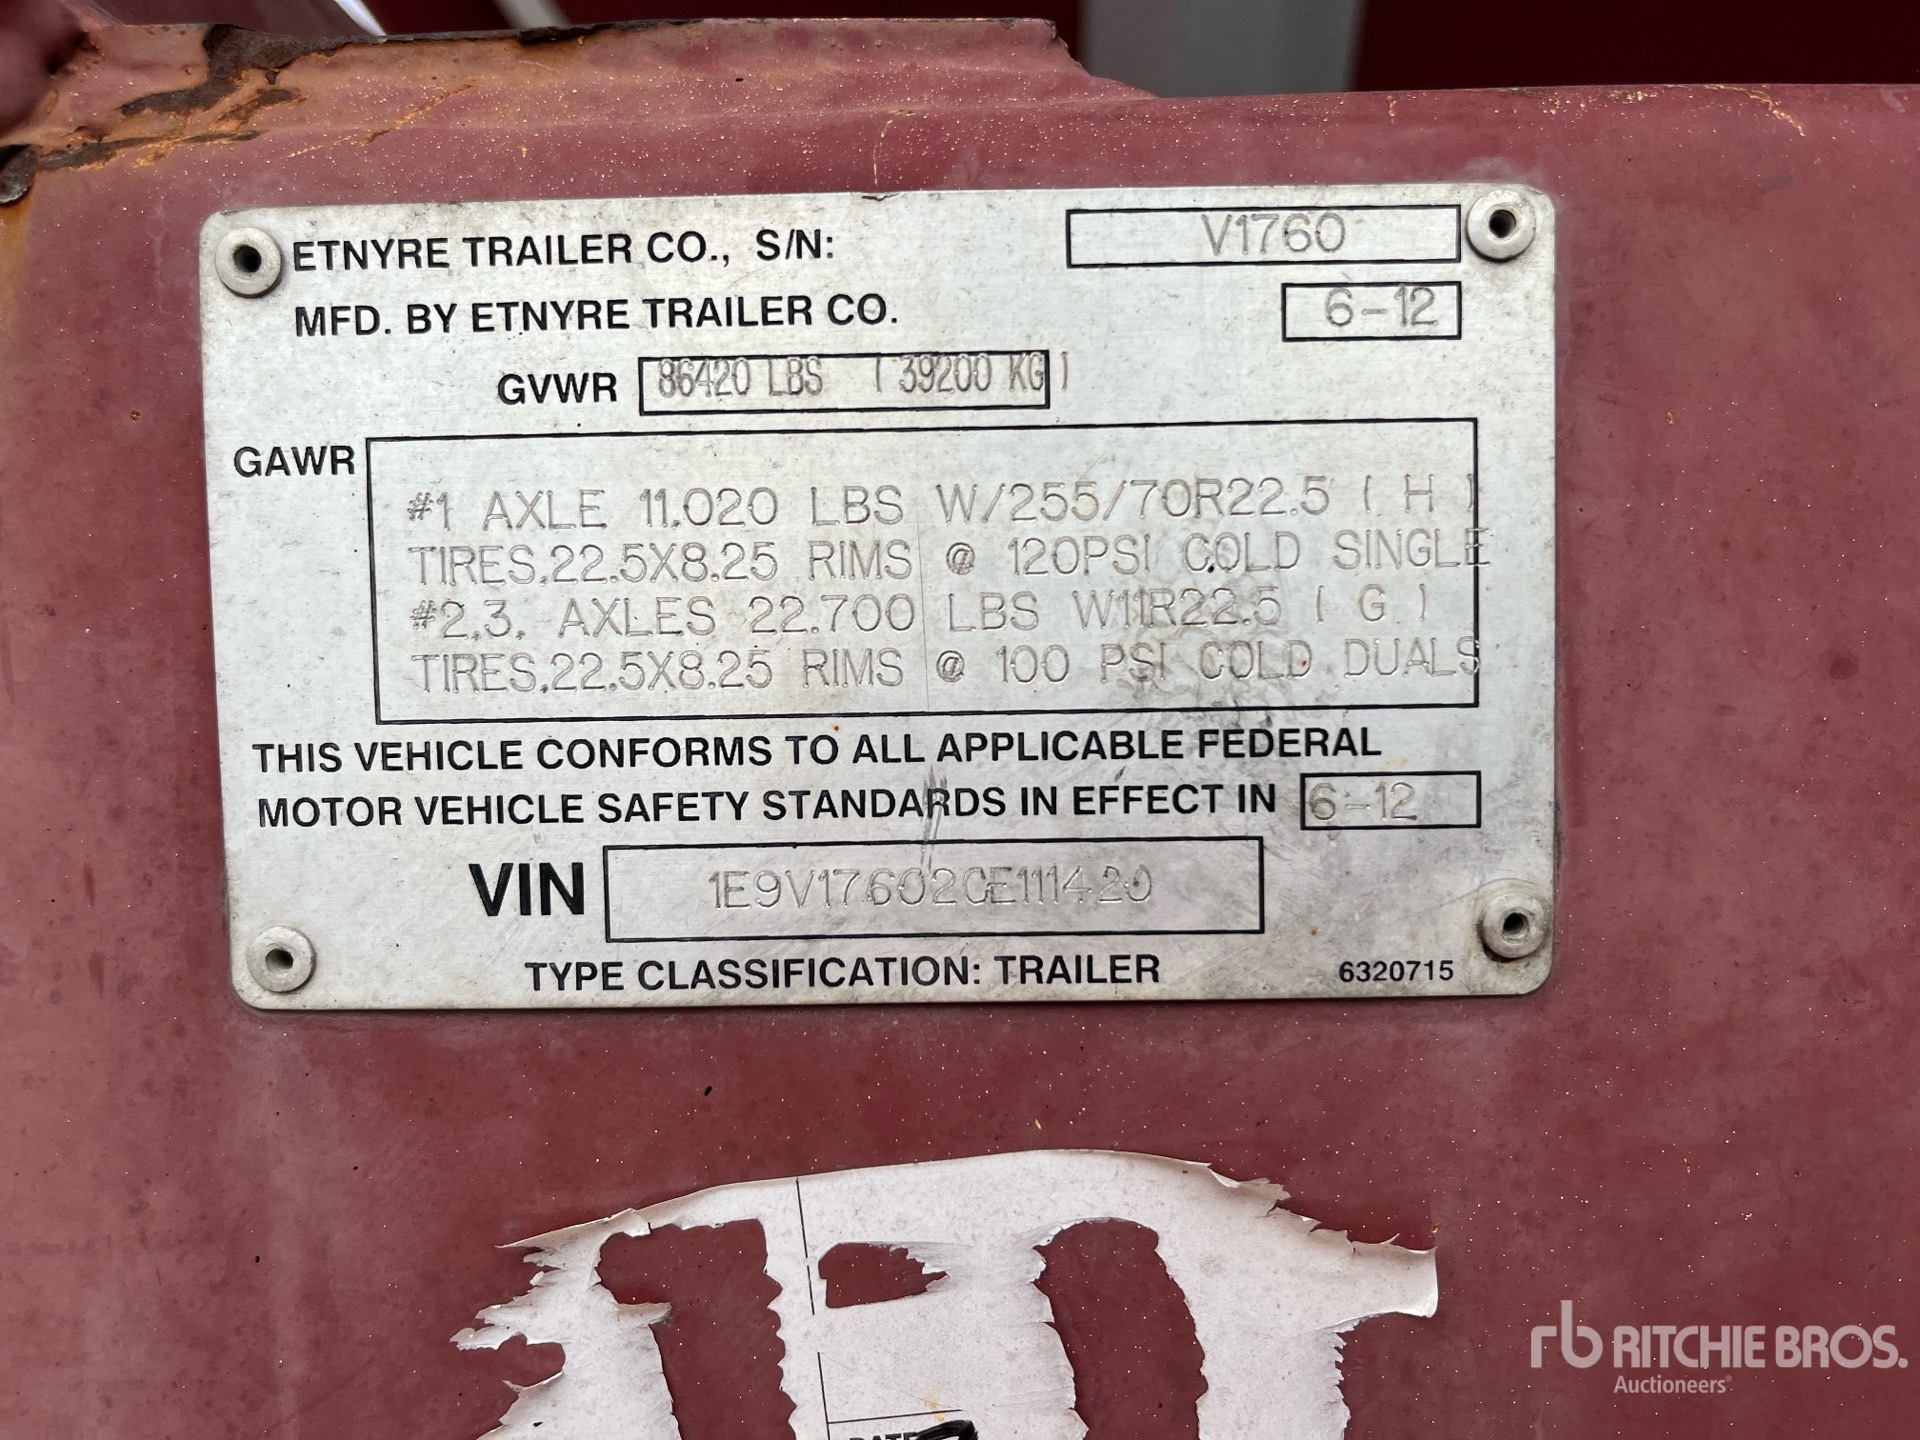 ETNYRE TRAILER CO., S/N: V1760
MFD. BY ETNYRE TRAILER CO. 6-12
GVWR 86420 LBS ( 39200 KG )
GAWR
#1 AXLE 11,020 LBS W/255/70R22.5 ( H )
TIRES,22.5X8.25 RIMS @ 120PSI COLD SINGLE
#2,3, AXLES 22,700 LBS W11R22.5 ( G )
TIRES,22.5X8.25 RIMS @ 100 PSI COLD DUALS
THIS VEHICLE CONFORMS TO ALL APPLICABLE FEDERAL
MOTOR VEHICLE SAFETY STANDARDS IN EFFECT IN 6-12
VIN 1E9V17602CE111420
TYPE CLASSIFICATION: TRAILER 6320715
rb RITCHIE BROS.
Auctioneers